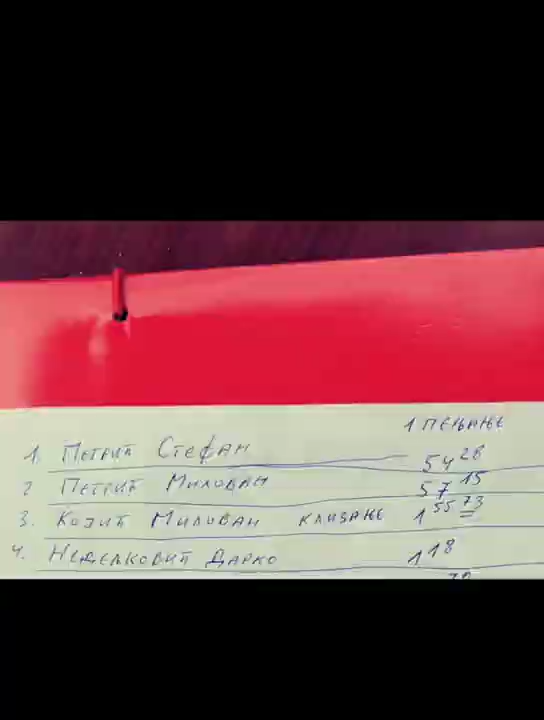 1 ПЕЊАЊЕ
1. ПЕТРИЋ СТЕФАН 54 28
2 ПЕТРИЋ МИЛОВАН 57 15
3. КОЈИЋ МИЛОВАН КЛИЗАЊЕ 1 55 73
4. НЕДЕЉКОВИЋ ДАРКО 1 18